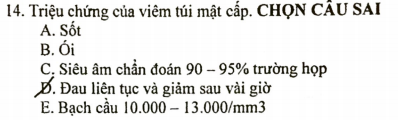 14. Triệu chứng của viêm túi mật cấp. CHỌN CÂU SAI
A. Sốt
B. Ói
C. Siêu âm chẩn đoán 90 – 95% trường họp
D. Đau liên tục và giảm sau vài giờ
E. Bạch cầu 10.000 – 13.000/mm3